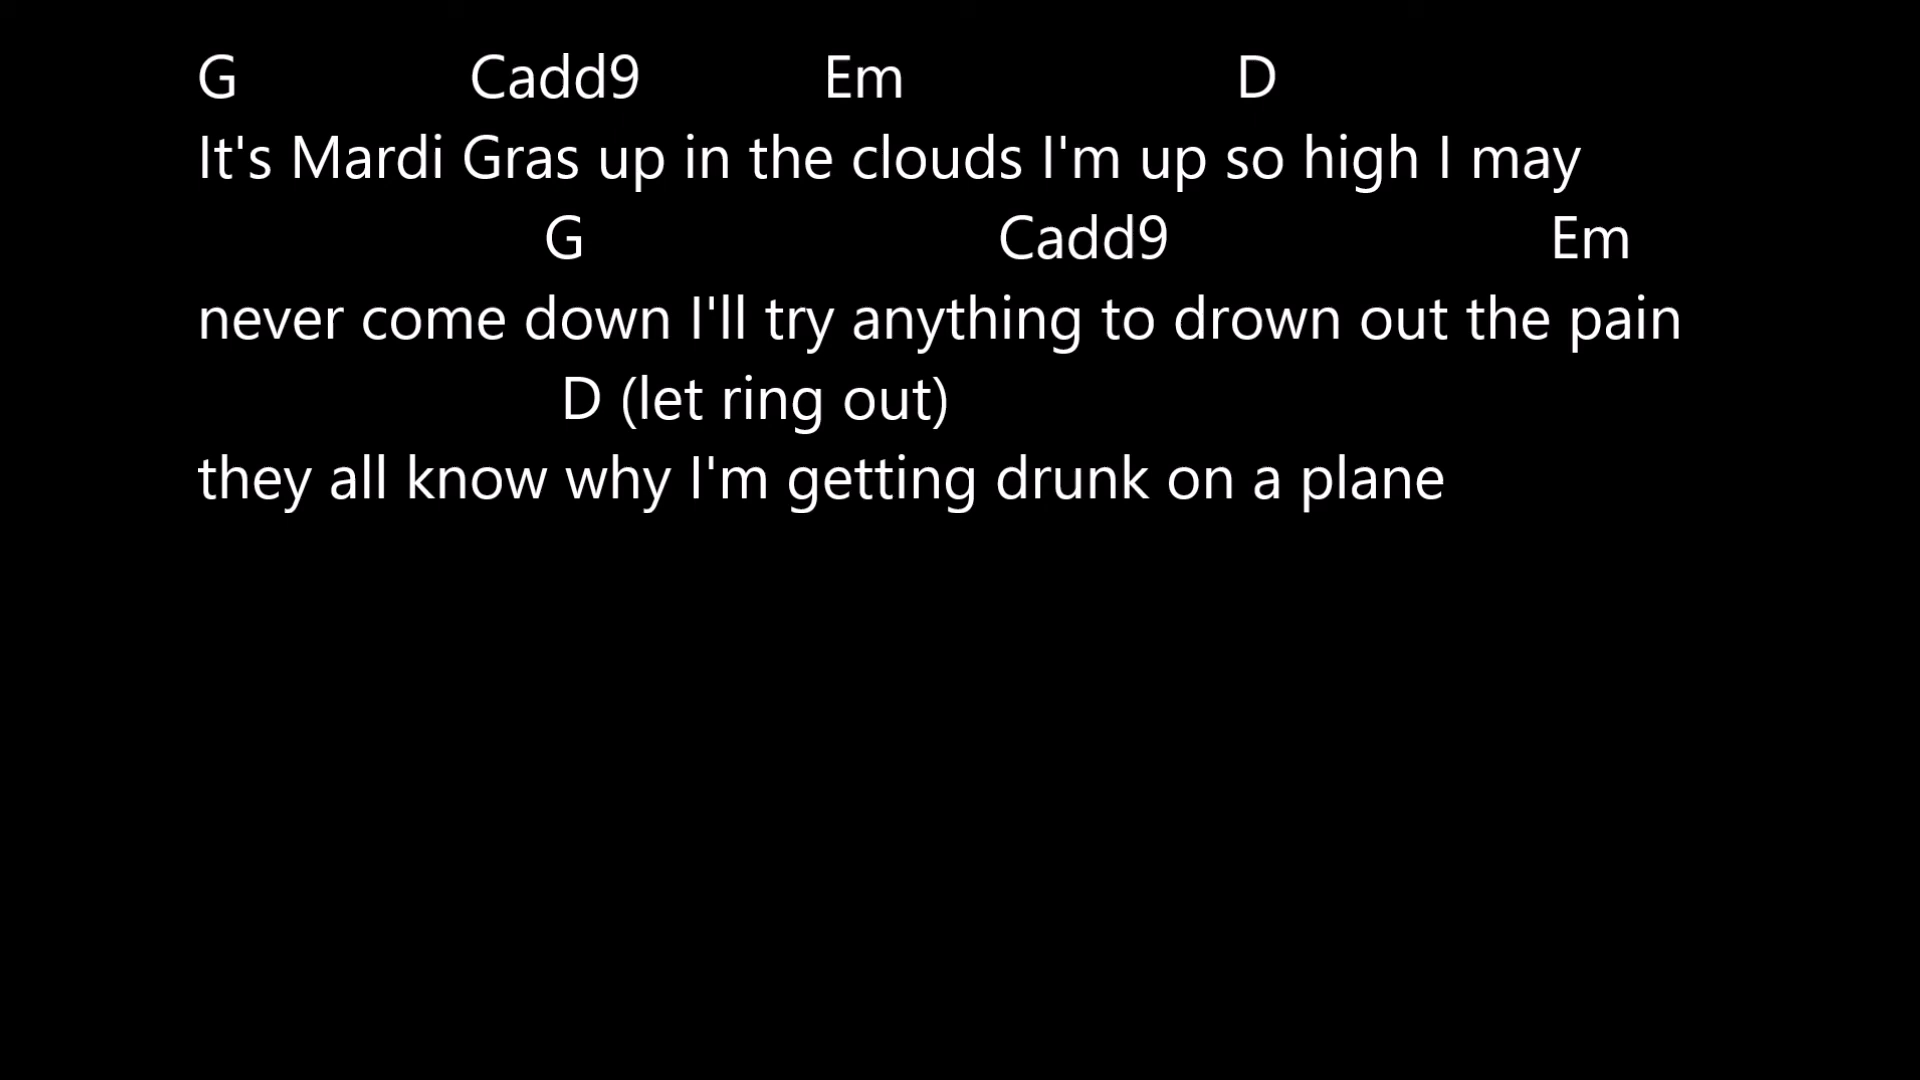 G Cadd9 Em D
It's Mardi Gras up in the clouds I'm up so high I may
G Cadd9 Em
never come down I'll try anything to drown out the pain
D (let ring out)
they all know why I'm getting drunk on a plane